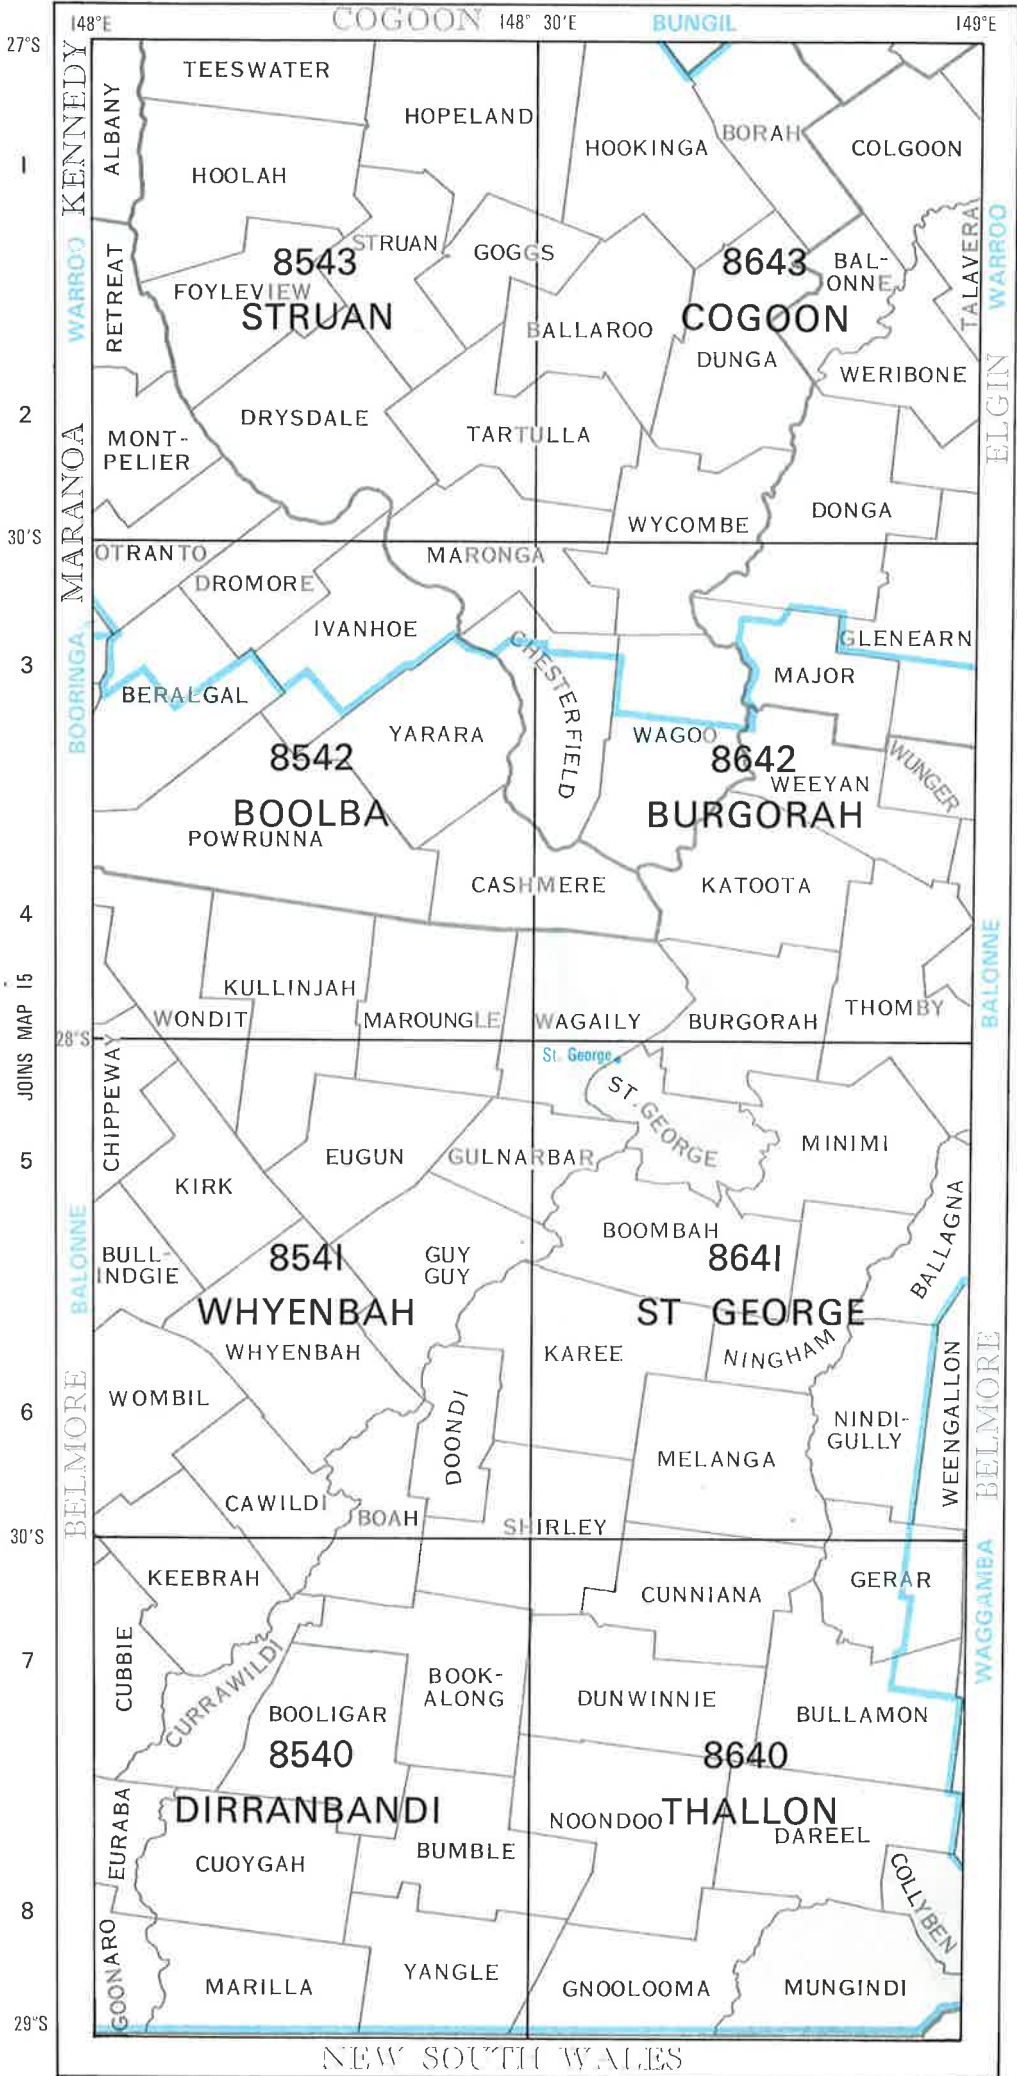 148°E
COGOON
148° 30'E
BUNGIL
149°E
27°S
KENNEDY
ALBANY
TEESWATER
HOPELAND
HOOKINGA
BORAH
COLGOON
1
HOOLAH
STRUAN
GOGGS
TALAVERA
WARROO
WARROO
RETREAT
8543
STRUAN
FOYLEVIEW
8643
COGOON
BAL-
ONNE
BALLAROO
DUNGA
WERIBONE
ELGIN
2
MARANOA
MONT-
PELIER
DRYSDALE
TARTULLA
WYCOMBE
DONGA
30'S
OTRANTO
DROMORE
MARONGA
IVANHOE
CHESTERFIELD
GLENEARN
3
BOORINGA
BERALGAL
YARARA
WAGOO
MAJOR
8542
BOOLBA
8642
BURGORAH
WEEYAN
WUNGER
POWRUNNA
CASHMERE
KATOOTA
4
BALONNE
JOINS MAP 15
KULLINJAH
WONDIT
MAROUNGLE
WAGAILY
BURGORAH
THOMBY
28°S
St. George
CHIPPEWAY
ST. GEORGE
MINIMI
5
KIRK
EUGUN
GULNARBAR
BALLAGNA
BALONNE
BULL-
INDGIE
8541
WHYENBAH
GUY
GUY
BOOMBAH
8641
ST GEORGE
WHYENBAH
KAREE
NINGHAM
BELMORE
BELMORE
WOMBIL
6
DOONDI
MELANGA
NINDI-
GULLY
WEENGALLON
CAWILDI
BOAH
SHIRLEY
30'S
KEEBRAH
CUNNIANA
GERAR
WAGGAMBA
7
CUBBIE
CURRAWILDI
BOOK-
ALONG
DUNWINNIE
BOOLIGAR
BULLAMON
8540
DIRRANBANDI
8640
THALLON
EURABA
NOONDOO
DAREEL
CUOYGAH
BUMBLE
COLLYBEN
8
GOONARO
MARILLA
YANGLE
GNOOLOOMA
MUNGINDI
29°S
NEW SOUTH WALES